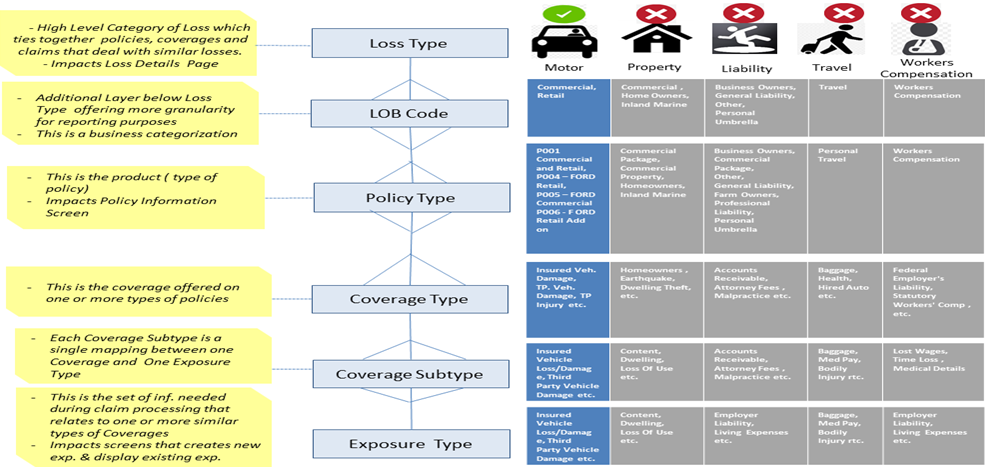 - High Level Category of Loss which
ties together policies, coverages and
claims that deal with similar losses.
- Impacts Loss Details Page
Loss Type
Motor
Property
Liability
Travel
Workers
Compensation
- Additional Layer below Loss
Type offering more granularity
for reporting purposes
- This is a business categorization
LOB Code
Commercial,
Retail
Commercial ,
Home Owners,
Inland Marine
Business Owners,
General Liability,
Other,
Personal
Umbrella
Travel
Workers
Compensation
- This is the product ( type of
policy)
- Impacts Policy Information
Screen
Policy Type
P001
Commercial
and Retail,
P004 – FORD
Retail,
P005 – FORD
Commercial
P006 - F ORD
Retail Add
on
Commercial
Package,
Commercial
Property,
Homeowners,
Inland Marine
Business Owners,
Commercial
Package,
Other,
General Liability,
Farm Owners,
Professional
Liability,
Personal
Umbrella
Personal
Travel
Workers
Compensation
- This is the coverage offered on
one or more types of policies
Coverage Type
Insured Veh.
Damage,
TP. Veh.
Damage, TP
Injury etc.
Homeowners ,
Earthquake,
Dwelling Theft,
etc.
Accounts
Receivable,
Attorney Fees ,
Malpractice etc.
Baggage,
Health,
Hired Auto
etc.
Federal
Employer's
Liability,
Statutory
Workers' Comp ,
etc.
- Each Coverage Subtype is a
single mapping between one
Coverage and One Exposure
Type
Coverage Subtype
Insured
Vehicle
Loss/Damag
e, Third
Party Vehicle
Damage etc.
Content,
Dwelling,
Loss Of Use
etc.
Accounts
Receivable,
Attorney Fees ,
Malpractice etc.
Baggage,
Med Pay,
Bodily
Injury rtc.
Lost Wages,
Time Loss ,
Medical Details
- This is the set of inf. needed
during claim processing that
relates to one or more similar
types of Coverages
- Impacts screens that creates new
exp. & display existing exp.
Exposure Type
Insured
Vehicle
Loss/Damag
e, Third
Party Vehicle
Damage etc.
Content,
Dwelling,
Loss Of Use
etc.
Employer
Liability,
Living Expenses
etc.
Baggage,
Med Pay,
Bodily
Injury rtc.
Employer
Liability,
Living Expenses
etc.